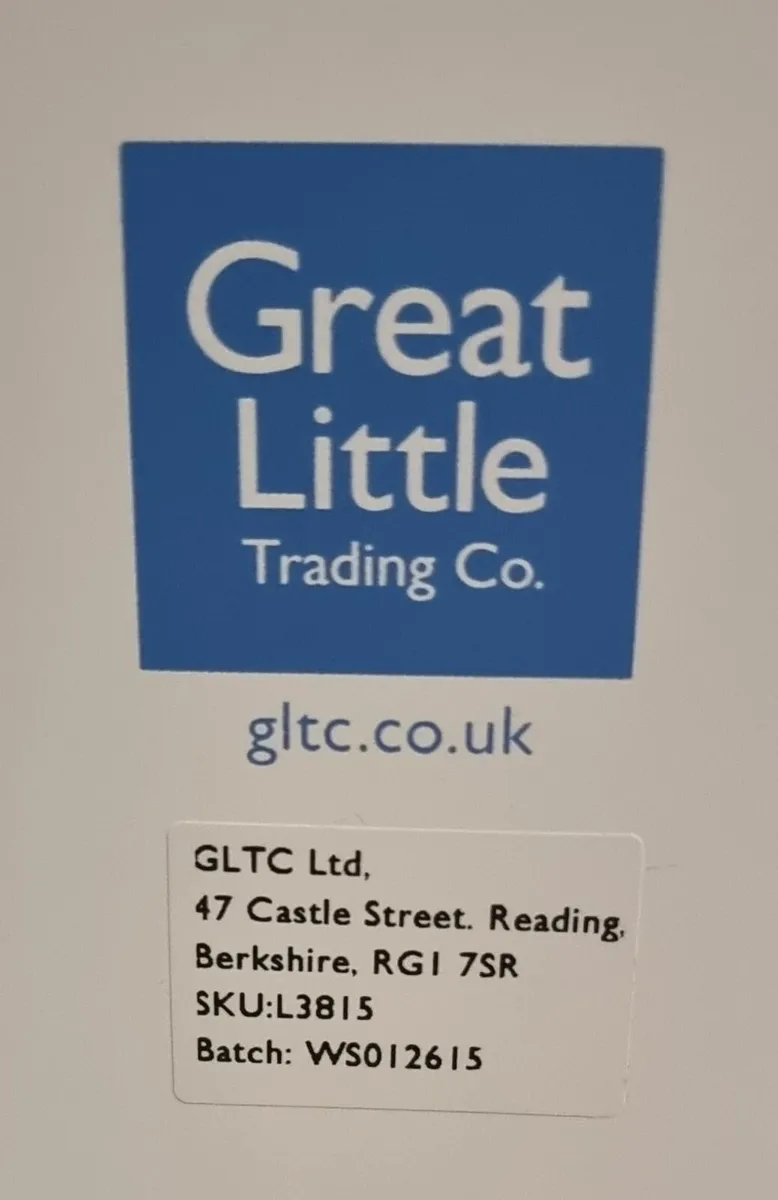 Great
Little
Trading Co.
gltc.co.uk
GLTC Ltd,
47 Castle Street. Reading,
Berkshire, RG1 7SR
SKU:L3815
Batch: WS012615